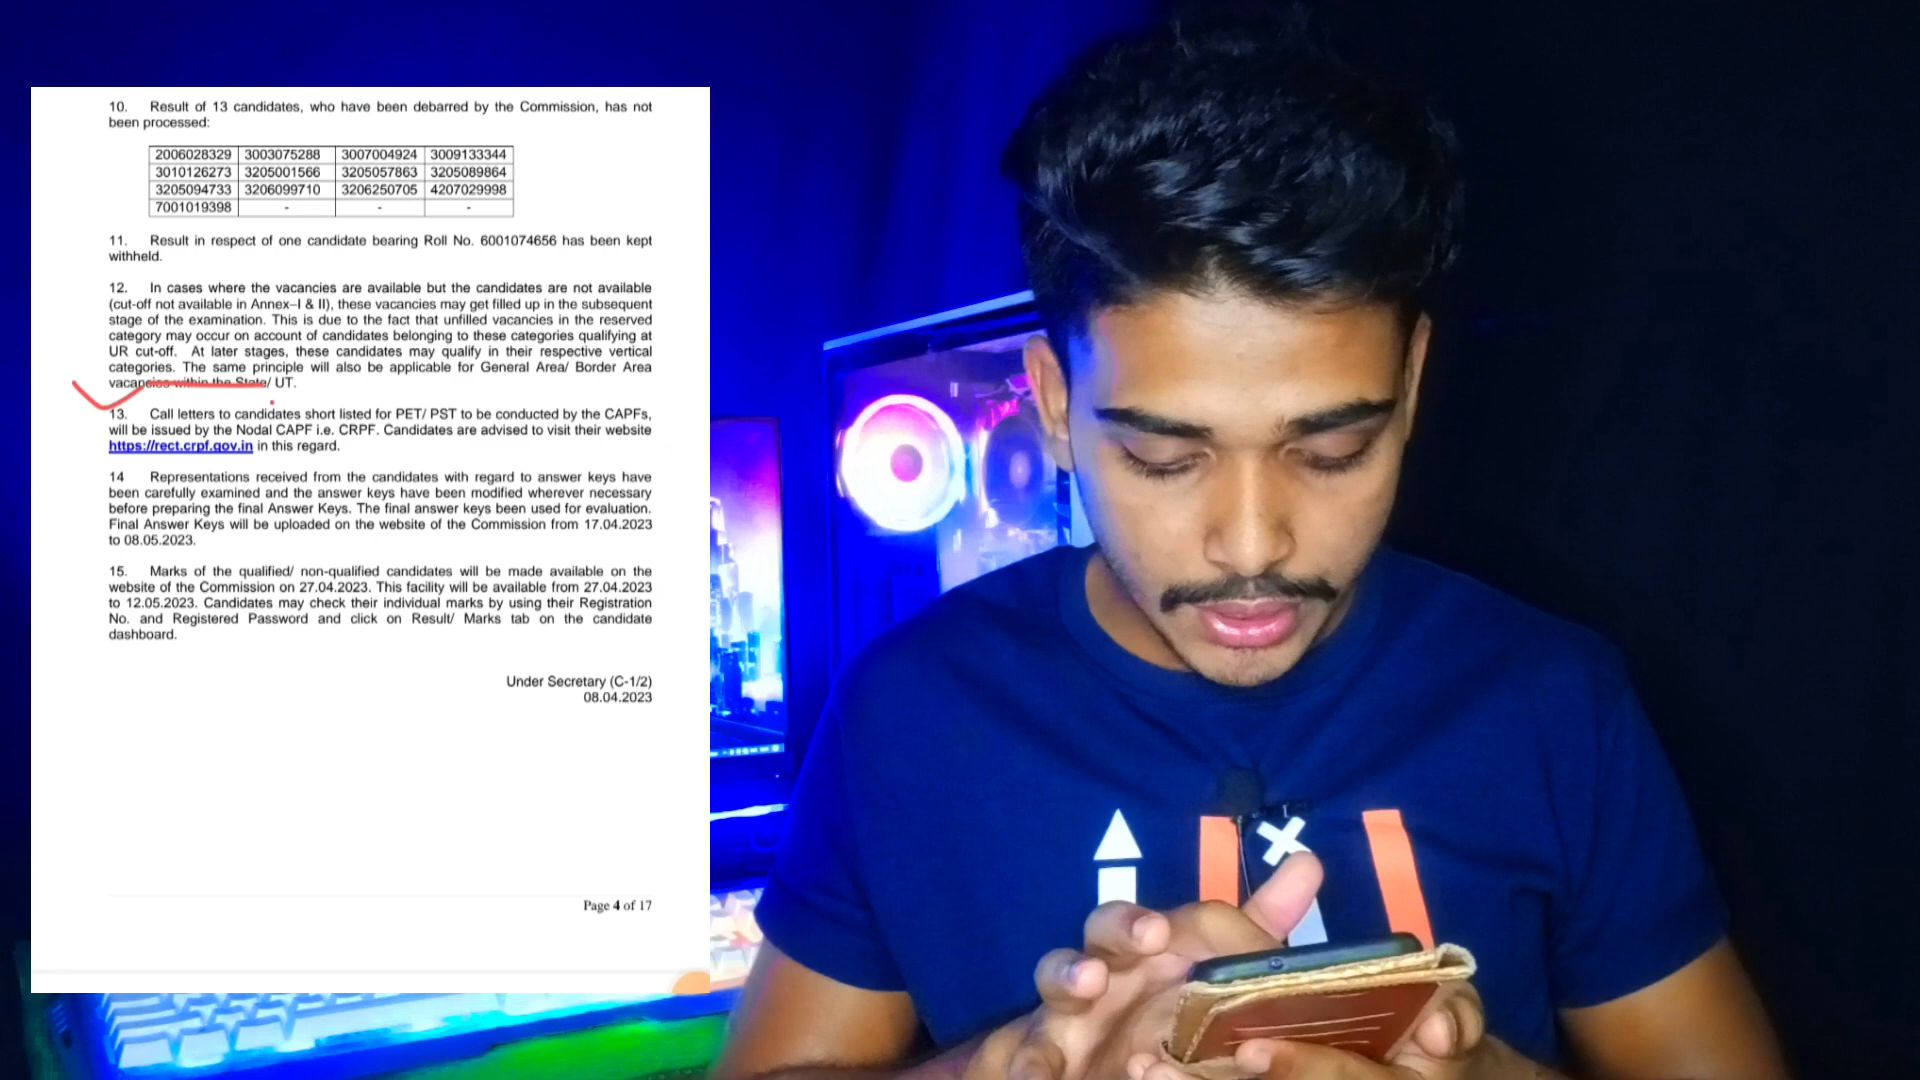 10. Result of 13 candidates, who have been debarred by the Commission, has not
been processed:
2006028329 3003075288 3007004924 3009133344
3010126273 3205001566 3205057863 3205089864
3205094733 3206099710 3206250705 4207029998
7001019398 - - -
11. Result in respect of one candidate bearing Roll No. 6001074656 has been kept
withheld.
12. In cases where the vacancies are available but the candidates are not available
(cut-off not available in Annex–I & II), these vacancies may get filled up in the subsequent
stage of the examination. This is due to the fact that unfilled vacancies in the reserved
category may occur on account of candidates belonging to these categories qualifying at
UR cut-off. At later stages, these candidates may qualify in their respective vertical
categories. The same principle will also be applicable for General Area/ Border Area
vacancies within the State/ UT.
13. Call letters to candidates short listed for PET/ PST to be conducted by the CAPFs,
will be issued by the Nodal CAPF i.e. CRPF. Candidates are advised to visit their website
https://rect.crpf.gov.in in this regard.
14 Representations received from the candidates with regard to answer keys have
been carefully examined and the answer keys have been modified wherever necessary
before preparing the final Answer Keys. The final answer keys been used for evaluation.
Final Answer Keys will be uploaded on the website of the Commission from 17.04.2023
to 08.05.2023.
15. Marks of the qualified/ non-qualified candidates will be made available on the
website of the Commission on 27.04.2023. This facility will be available from 27.04.2023
to 12.05.2023. Candidates may check their individual marks by using their Registration
No. and Registered Password and click on Result/ Marks tab on the candidate
dashboard.
Under Secretary (C-1/2)
08.04.2023
Page 4 of 17